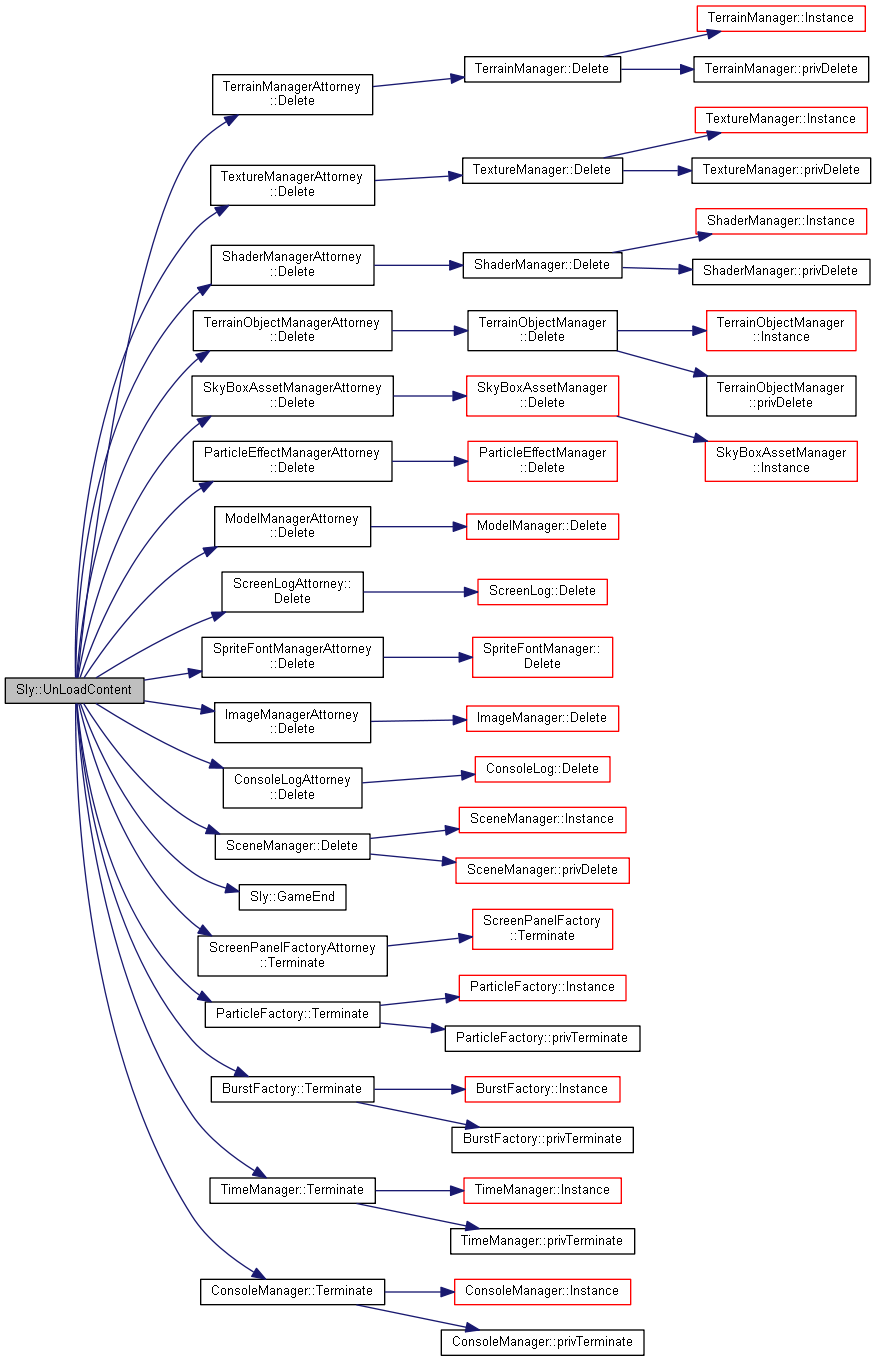 TerrainManager::Instance
TerrainManagerAttorney
::Delete
TerrainManager::Delete
TerrainManager::privDelete
TextureManager::Instance
TextureManagerAttorney
::Delete
TextureManager::Delete
TextureManager::privDelete
ShaderManager::Instance
ShaderManagerAttorney
::Delete
ShaderManager::Delete
ShaderManager::privDelete
TerrainObjectManagerAttorney
::Delete
TerrainObjectManager
::Delete
TerrainObjectManager
::Instance
TerrainObjectManager
::privDelete
SkyBoxAssetManagerAttorney
::Delete
SkyBoxAssetManager
::Delete
SkyBoxAssetManager
::Instance
ParticleEffectManagerAttorney
::Delete
ParticleEffectManager
::Delete
ModelManagerAttorney
::Delete
ModelManager::Delete
ScreenLogAttorney::
Delete
ScreenLog::Delete
SpriteFontManagerAttorney
::Delete
SpriteFontManager::
Delete
Sly::UnLoadContent
ImageManagerAttorney
::Delete
ImageManager::Delete
ConsoleLogAttorney
::Delete
ConsoleLog::Delete
SceneManager::Delete
SceneManager::Instance
SceneManager::privDelete
Sly::GameEnd
ScreenPanelFactoryAttorney
::Terminate
ScreenPanelFactory
::Terminate
ParticleFactory::Terminate
ParticleFactory::Instance
ParticleFactory::privTerminate
BurstFactory::Terminate
BurstFactory::Instance
BurstFactory::privTerminate
TimeManager::Terminate
TimeManager::Instance
TimeManager::privTerminate
ConsoleManager::Terminate
ConsoleManager::Instance
ConsoleManager::privTerminate